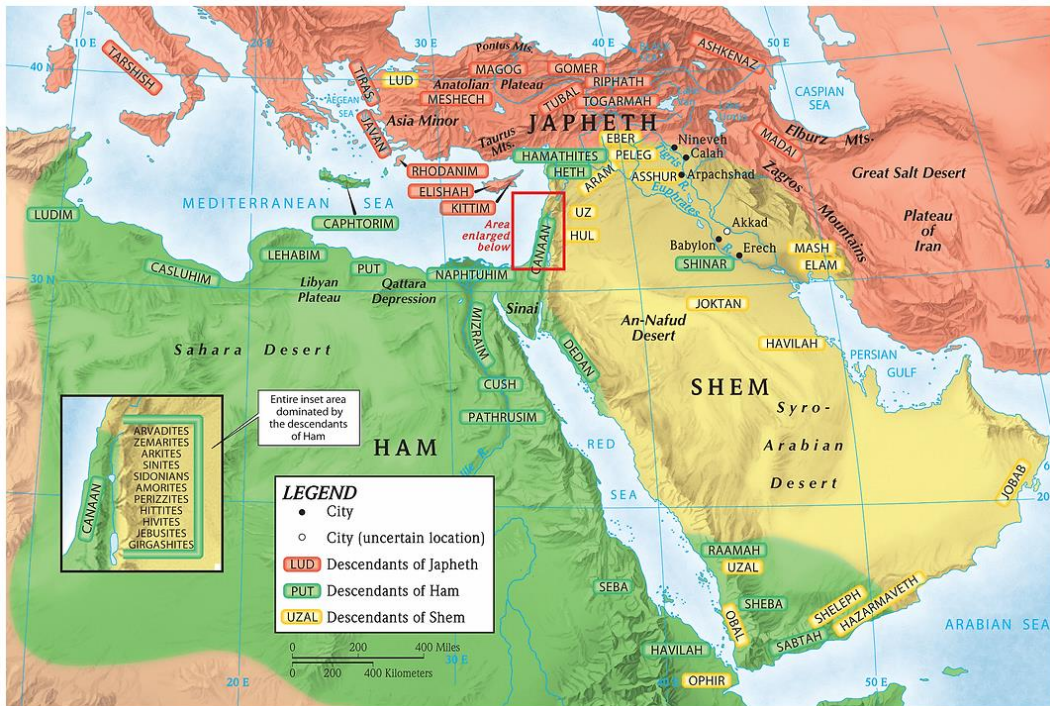 10 E
20 E
30 E
40 E
50 E
40 N
TARSHISH
TIRAS
LUD
Pontus Mts.
MAGOG
GOMER
ASHKENAZ
Anatolian
Plateau
RIPHATH
MESHECH
TUBAL
TOGARMAH
AEGEAN
SEA
JAVAN
Asia Minor
Taurus
Mts.
JAPHETH
CASPIAN
SEA
Elburz Mts.
MADAI
Zagros
Mountains
Great Salt Desert
Plateau
of
Iran
EBER
PELEG
Nineveh
Calah
Tigris R.
HAMATHITES
HETH
ARAM
ASSHUR
Arpachshad
Euphrates
R.
RHODANIM
ELISHAH
KITTIM
MEDITERRANEAN SEA
CAPHTORIM
Area
enlarged
below
CANAAN
UZ
HUL
Akkad
Babylon
Erech
SHINAR
MASH
ELAM
LUDIM
CASLUHIM
LEHABIM
PUT
NAPHTUHIM
30 N
Libyan
Plateau
Qattara
Depression
Sinai
MIZRAIM
JOKTAN
An-Nafud
Desert
DEDAN
HAVILAH
PERSIAN
GULF
Sahara Desert
CUSH
PATHRUSIM
SHEM
Syro-
Arabian
Desert
HAM
RED
SEA
JOBAB
20
Entire inset area
dominated by
the descendants
of Ham
CANAAN
ARVADITES
ZEMARITES
ARKITES
SINITES
SIDONIANS
AMORITES
PERIZZITES
HITTITES
HIVITES
JEBUSITES
GIRGASHITES
LEGEND
City
City (uncertain location)
LUD Descendants of Japheth
PUT Descendants of Ham
UZAL Descendants of Shem
0 200 400 Miles
0 200 400 Kilometers
RAAMAH
UZAL
SEBA
SHEBA
OBAL
SHELEPH
HAZARMAVETH
SABTAH
ARABIAN SEA
HAVILAH
OPHIR
20 E
30 E
50 E